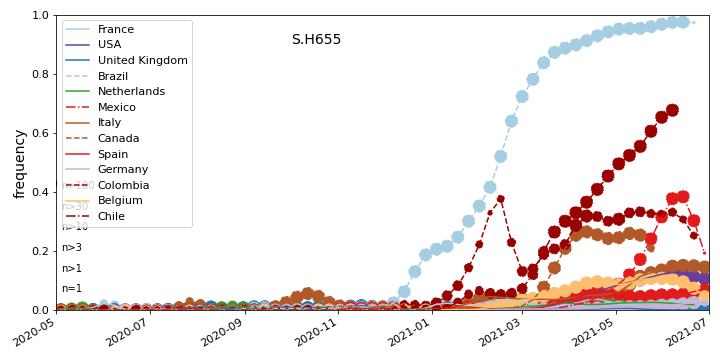 S.H655
frequency
1.0
0.8
0.6
0.4
0.2
0.0
France
USA
United Kingdom
Brazil
Netherlands
Mexico
Italy
Canada
Spain
Germany
Colombia
Belgium
Chile
n>100
n>30
n>10
n>3
n>1
n=1
2020-05
2020-07
2020-09
2020-11
2021-01
2021-03
2021-05
2021-07